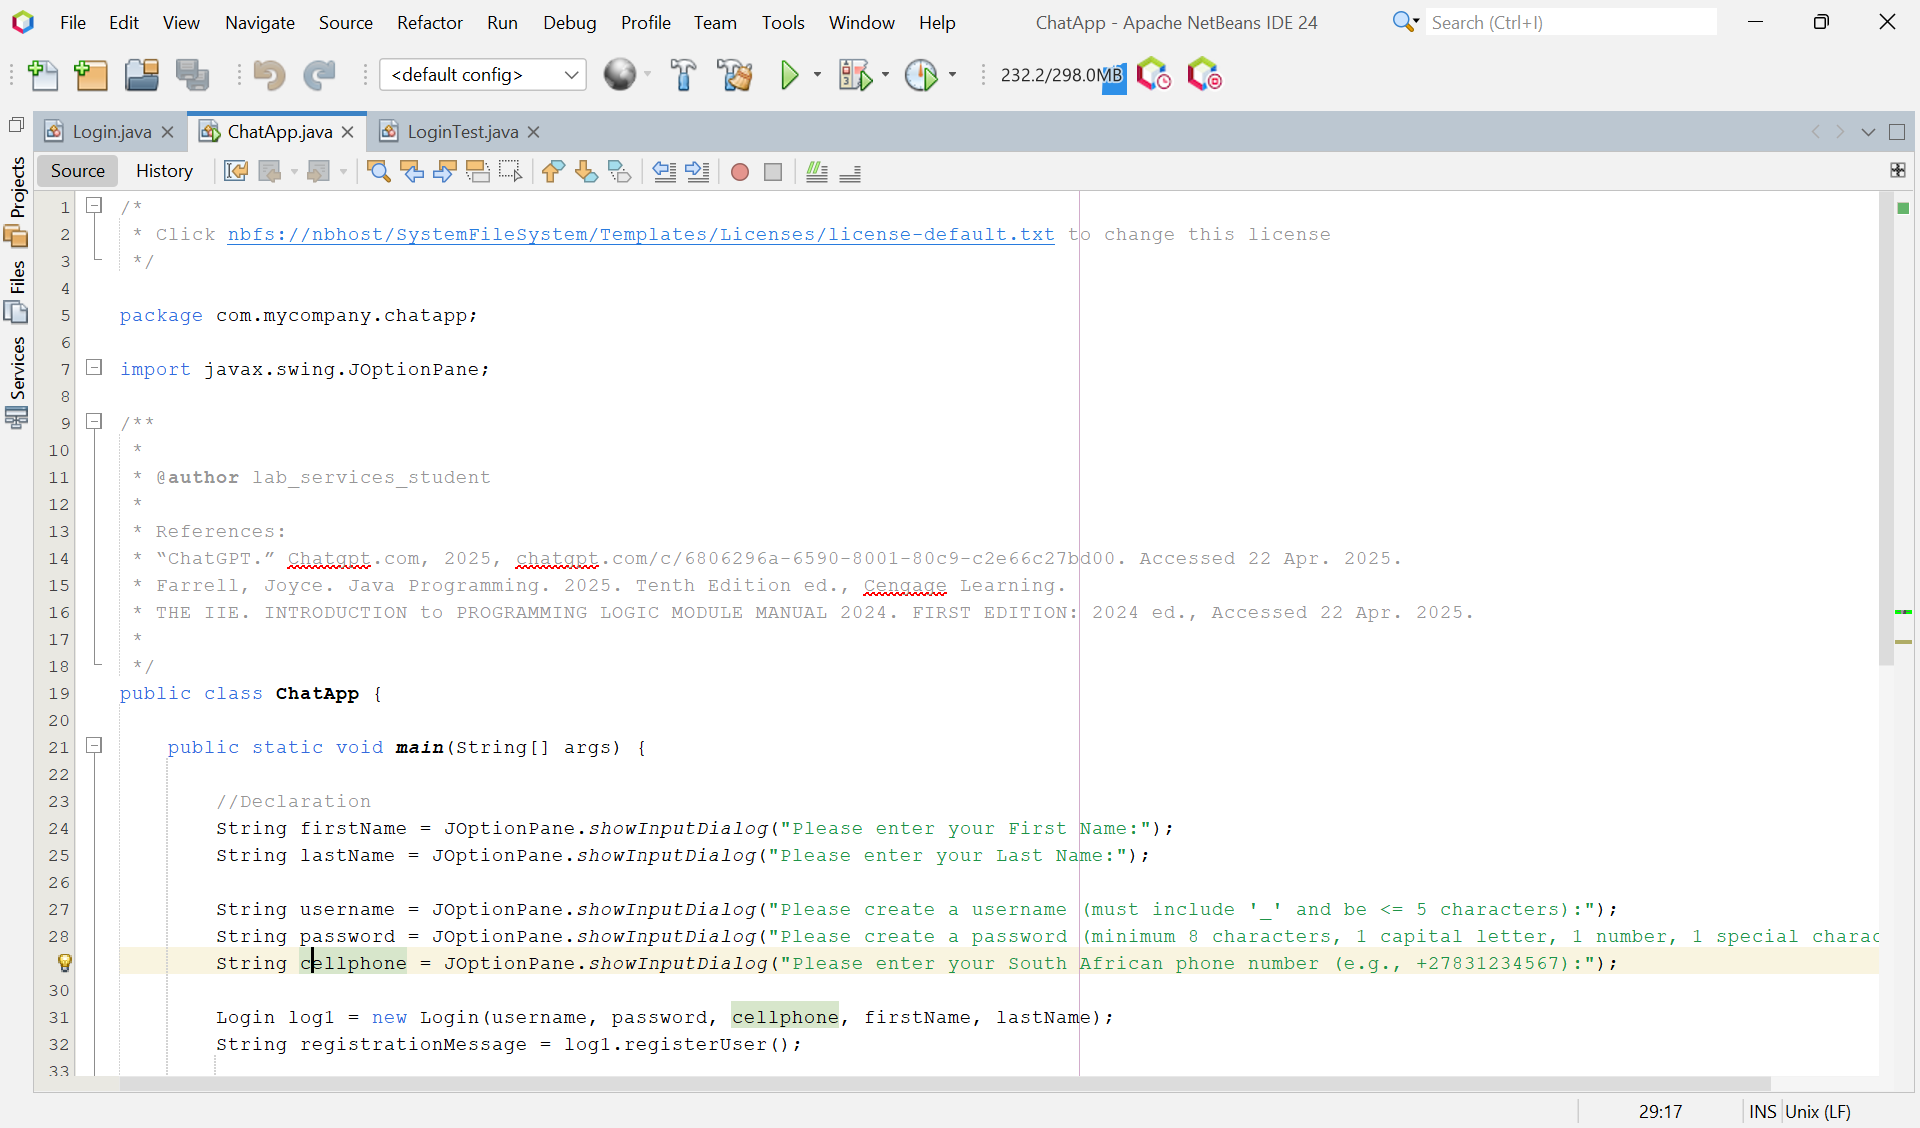 File Edit View Navigate Source Refactor Run Debug Profile Team Tools Window Help ChatApp - Apache NetBeans IDE 24 Search (Ctrl+I)
<default config> 232.2/298.0MB
Login.java ChatApp.java LoginTest.java
Source History
Projects
Files
Services
1 /*
2 * Click nbfs://nbhost/SystemFileSystem/Templates/Licenses/license-default.txt to change this license
3 */
4
5 package com.mycompany.chatapp;
6
7 import javax.swing.JOptionPane;
8
9 /**
10 *
11 * @author lab_services_student
12 *
13 * References:
14 * “ChatGPT.” Chatgpt.com, 2025, chatgpt.com/c/6806296a-6590-8001-80c9-c2e66c27bd00. Accessed 22 Apr. 2025.
15 * Farrell, Joyce. Java Programming. 2025. Tenth Edition ed., Cengage Learning.
16 * THE IIE. INTRODUCTION to PROGRAMMING LOGIC MODULE MANUAL 2024. FIRST EDITION: 2024 ed., Accessed 22 Apr. 2025.
17 *
18 */
19 public class ChatApp {
20
21 public static void main(String[] args) {
22
23 //Declaration
24 String firstName = JOptionPane.showInputDialog("Please enter your First Name:");
25 String lastName = JOptionPane.showInputDialog("Please enter your Last Name:");
26
27 String username = JOptionPane.showInputDialog("Please create a username (must include '_' and be <= 5 characters):");
28 String password = JOptionPane.showInputDialog("Please create a password (minimum 8 characters, 1 capital letter, 1 number, 1 special charac
String cellphone = JOptionPane.showInputDialog("Please enter your South African phone number (e.g., +27831234567):");
30
31 Login log1 = new Login(username, password, cellphone, firstName, lastName);
32 String registrationMessage = log1.registerUser();
33
29:17 INS Unix (LF)